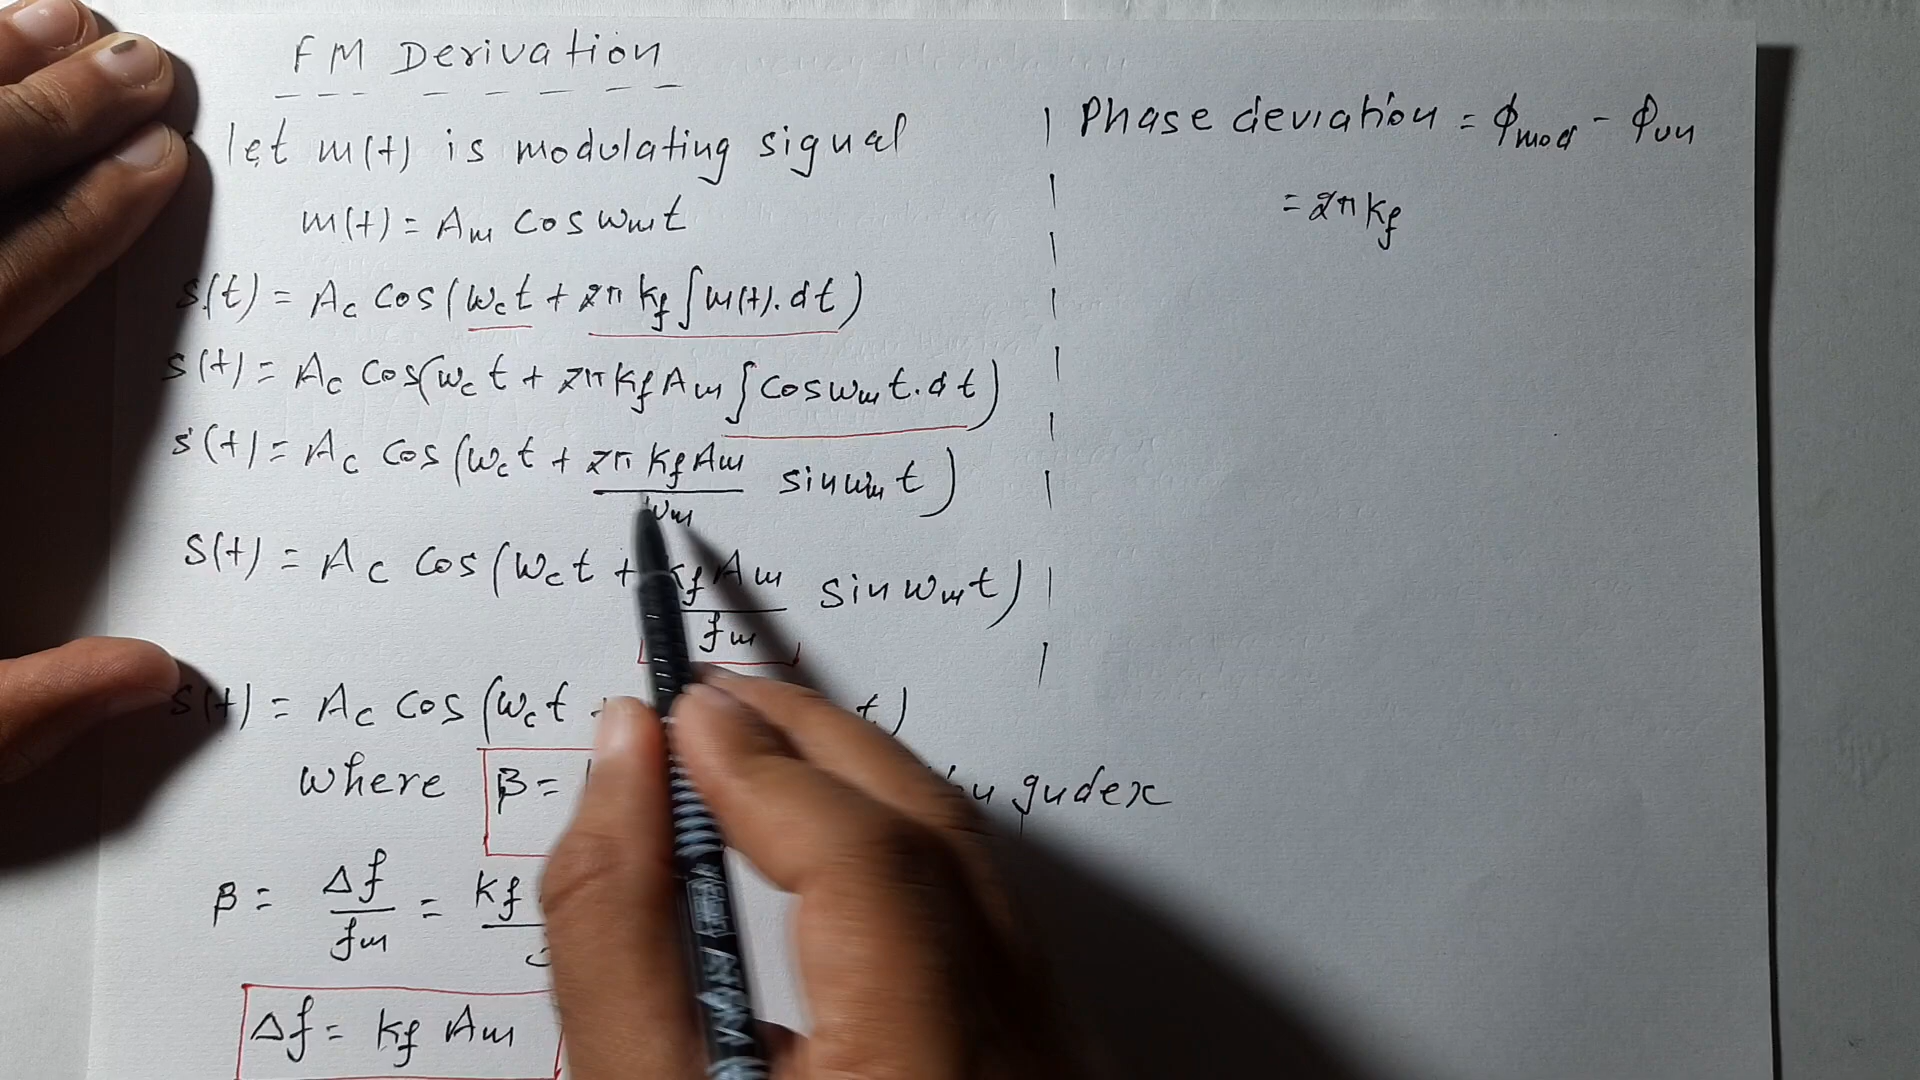 FM Derivation
let m(t) is modulating signal
m(t) = Am Cos wmt
s(t) = Ac Cos(wct + 2π kf ∫m(t).dt)
s(t) = Ac Cos(wct + 2π kf Am ∫cos wmt.dt)
s(t) = Ac Cos(wct + 2π kf Am / wm sin wmt)
S(t) = Ac Cos(wct + kf Am / fm sin wmt)
s(t) = Ac Cos(wct t)
where β = index
β = Δf / fm = kf
Δf = kf Am
Phase deviation = ϕmod - ϕun
= 2π kf